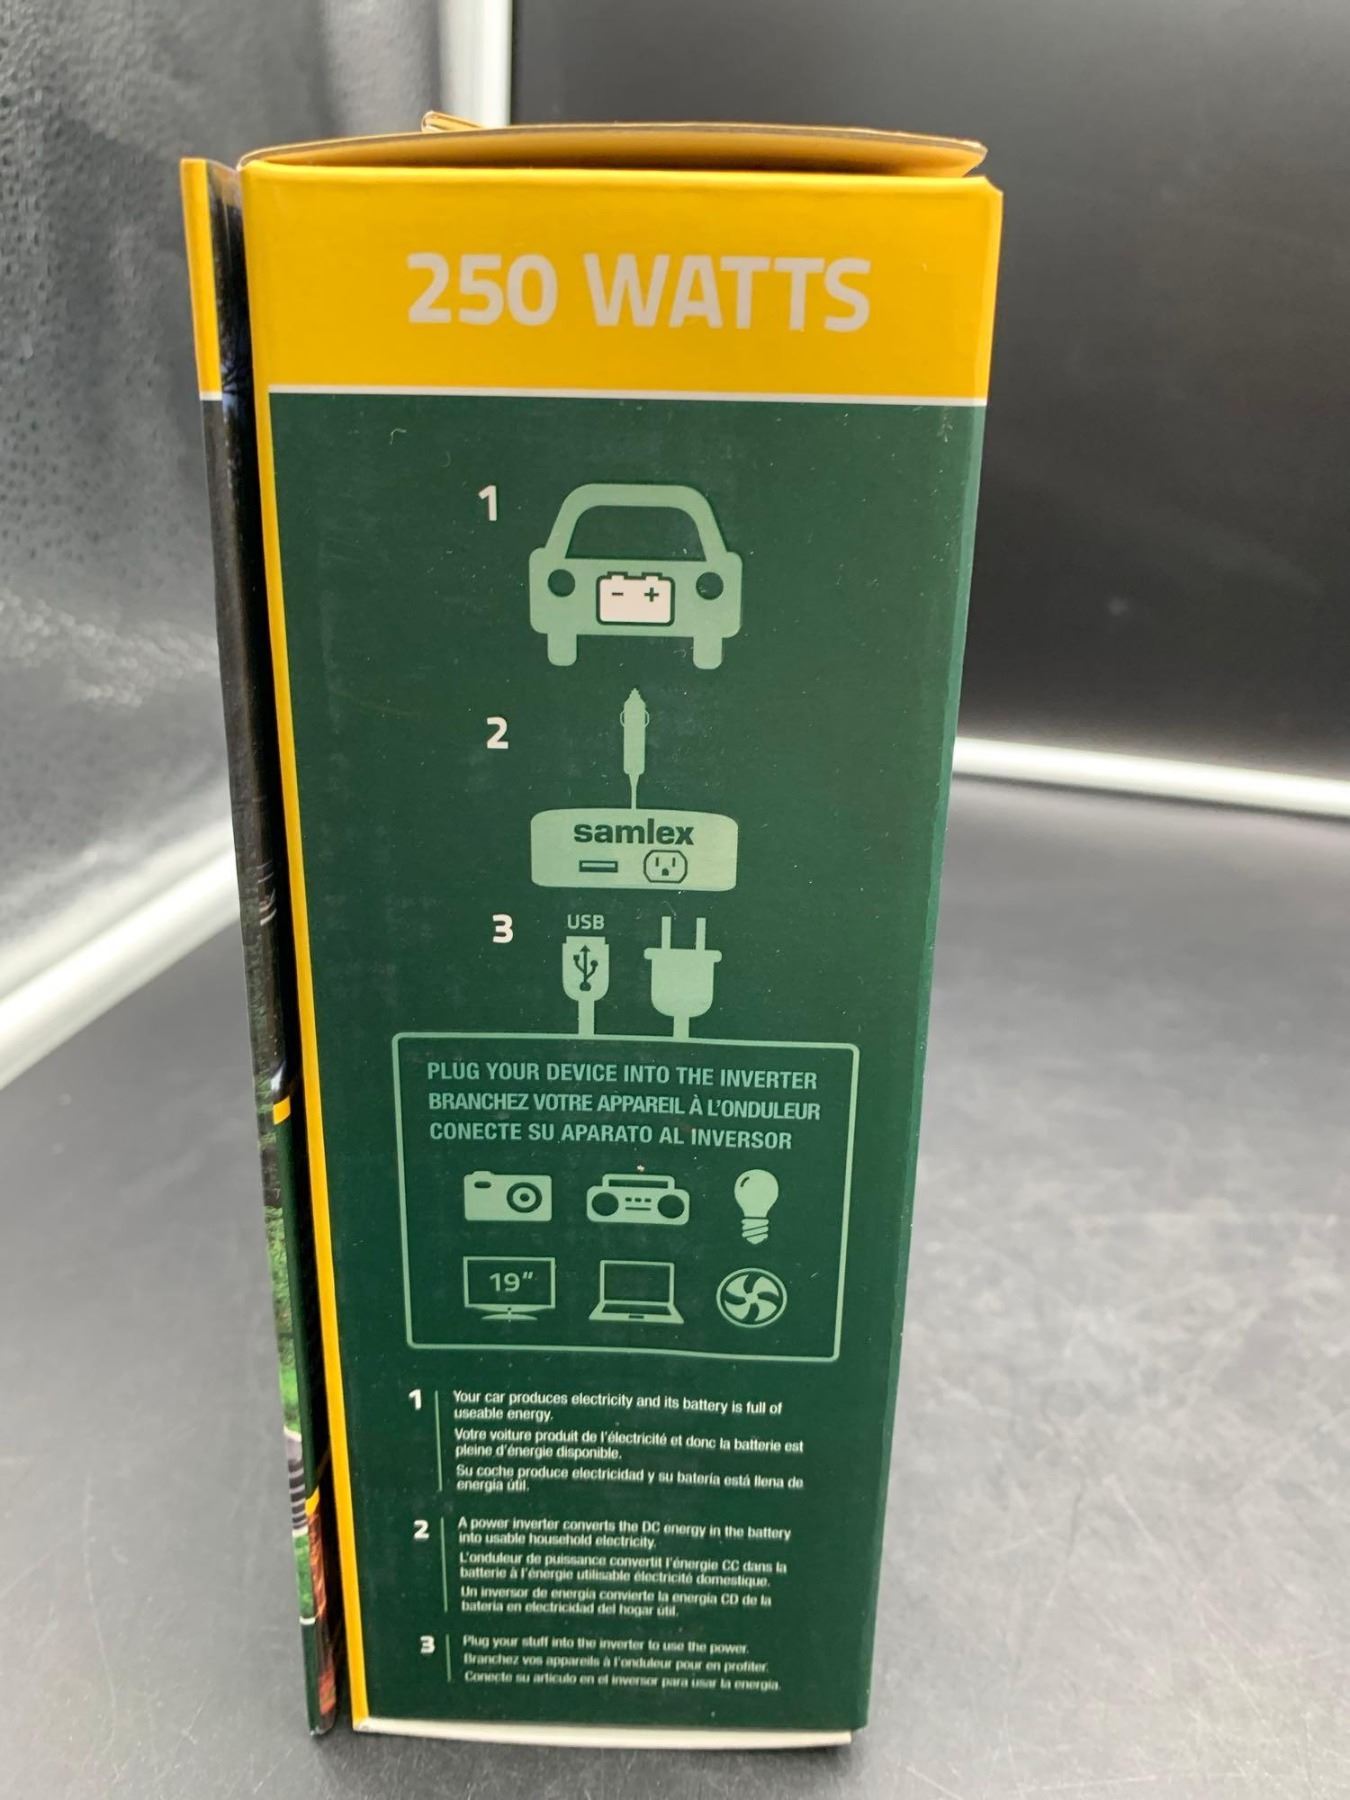 250 WATTS
1
- +
2
samlex
3
USB
PLUG YOUR DEVICE INTO THE INVERTER
BRANCHEZ VOTRE APPAREIL À L'ONDULEUR
CONECTE SU APARATO AL INVERSOR
19"
1
Your car produces electricity and its battery is full of
useable energy.
Votre voiture produit de l'électricité et donc la batterie est
pleine d'énergie disponible.
Su coche produce electricidad y su batería está llena de
energía útil.
2
A power inverter converts the DC energy in the battery
into usable household electricity.
L'onduleur de puissance convertit l'énergie CC dans la
batterie à l'énergie utilisable électricité domestique.
Un inversor de energía convierte la energía CD de la
batería en electricidad del hogar útil.
3
Plug your stuff into the inverter to use the power.
Branchez vos appareils à l'onduleur pour en profiter.
Conecte su artículo en el inversor para usar la energía.